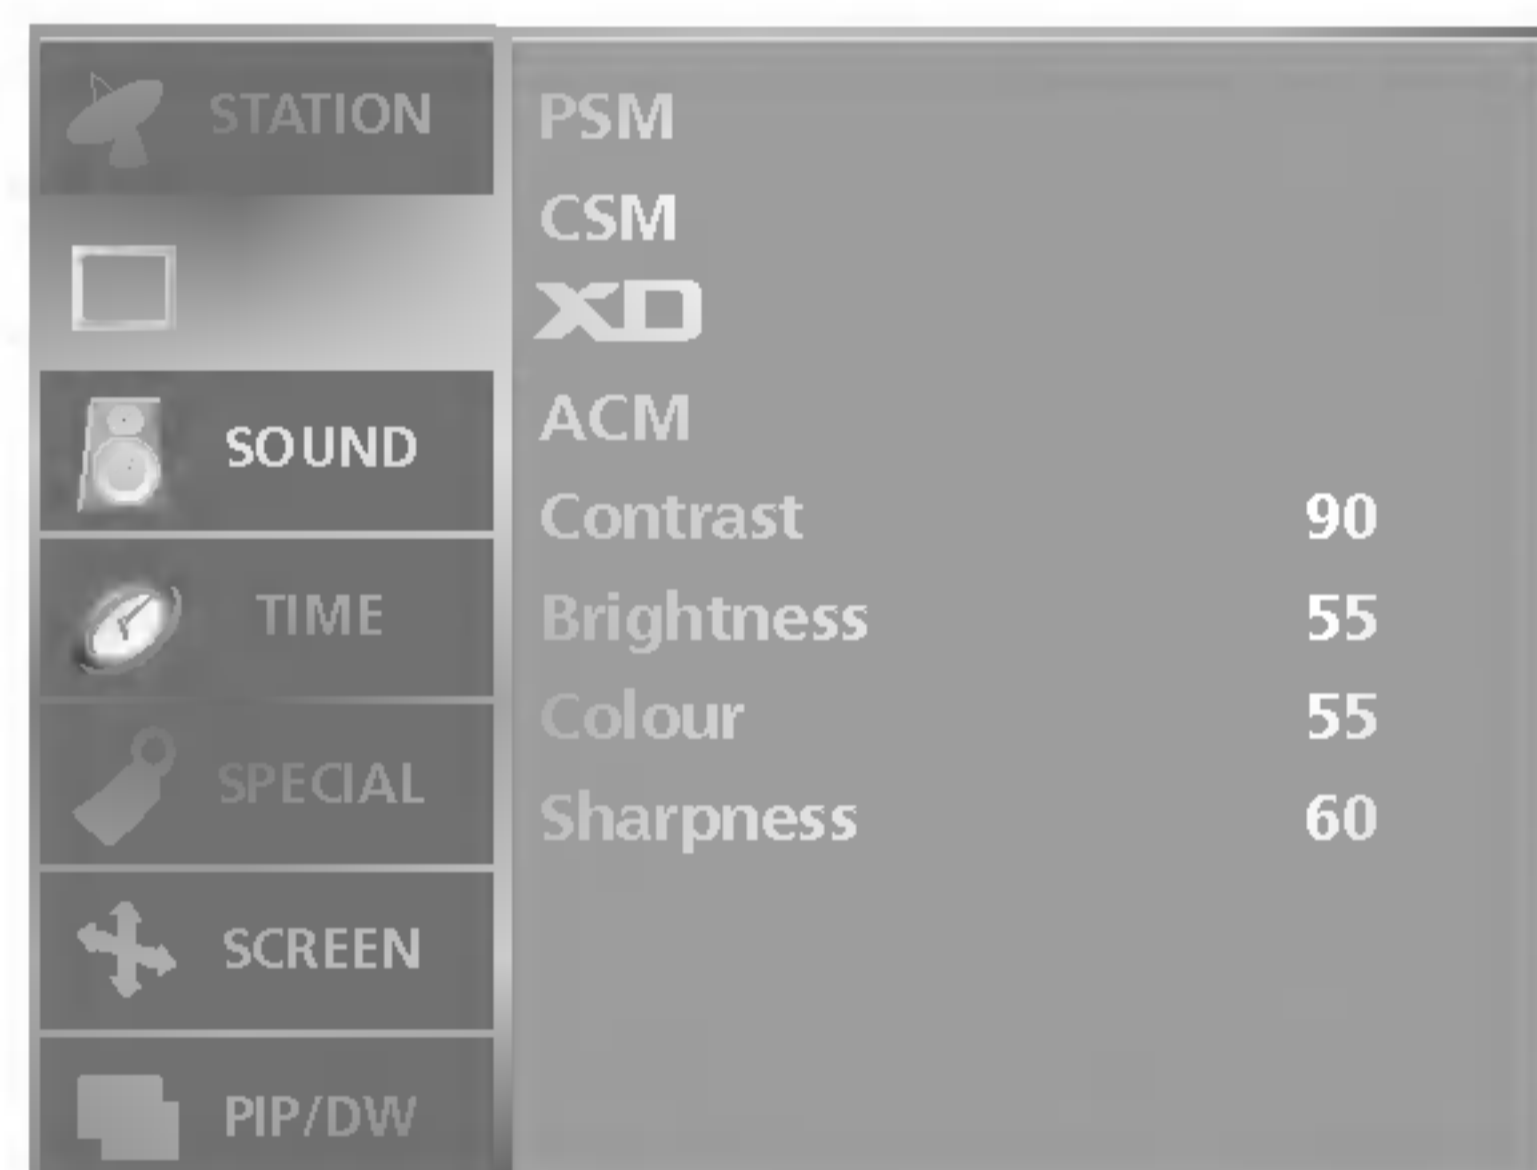 STATION
SOUND
TIME
SPECIAL
SCREEN
PIP/DW
PSM
CSM
XD
ACM
Contrast 90
Brightness 55
Colour 55
Sharpness 60